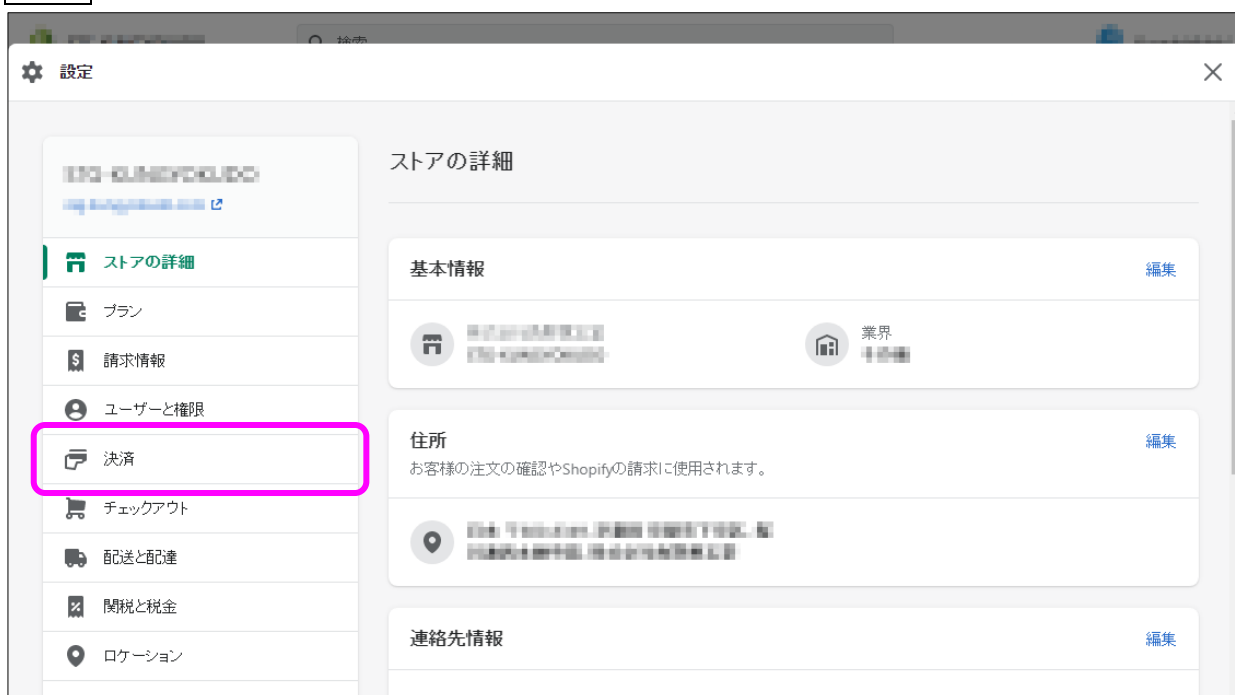 検索
設定
ストアの詳細
ストアの詳細
プラン
請求情報
ユーザーと権限
決済
チェックアウト
配送と配達
関税と税金
ロケーション
基本情報
編集
業界
住所
編集
お客様の注文の確認やShopifyの請求に使用されます。
連絡先情報
編集